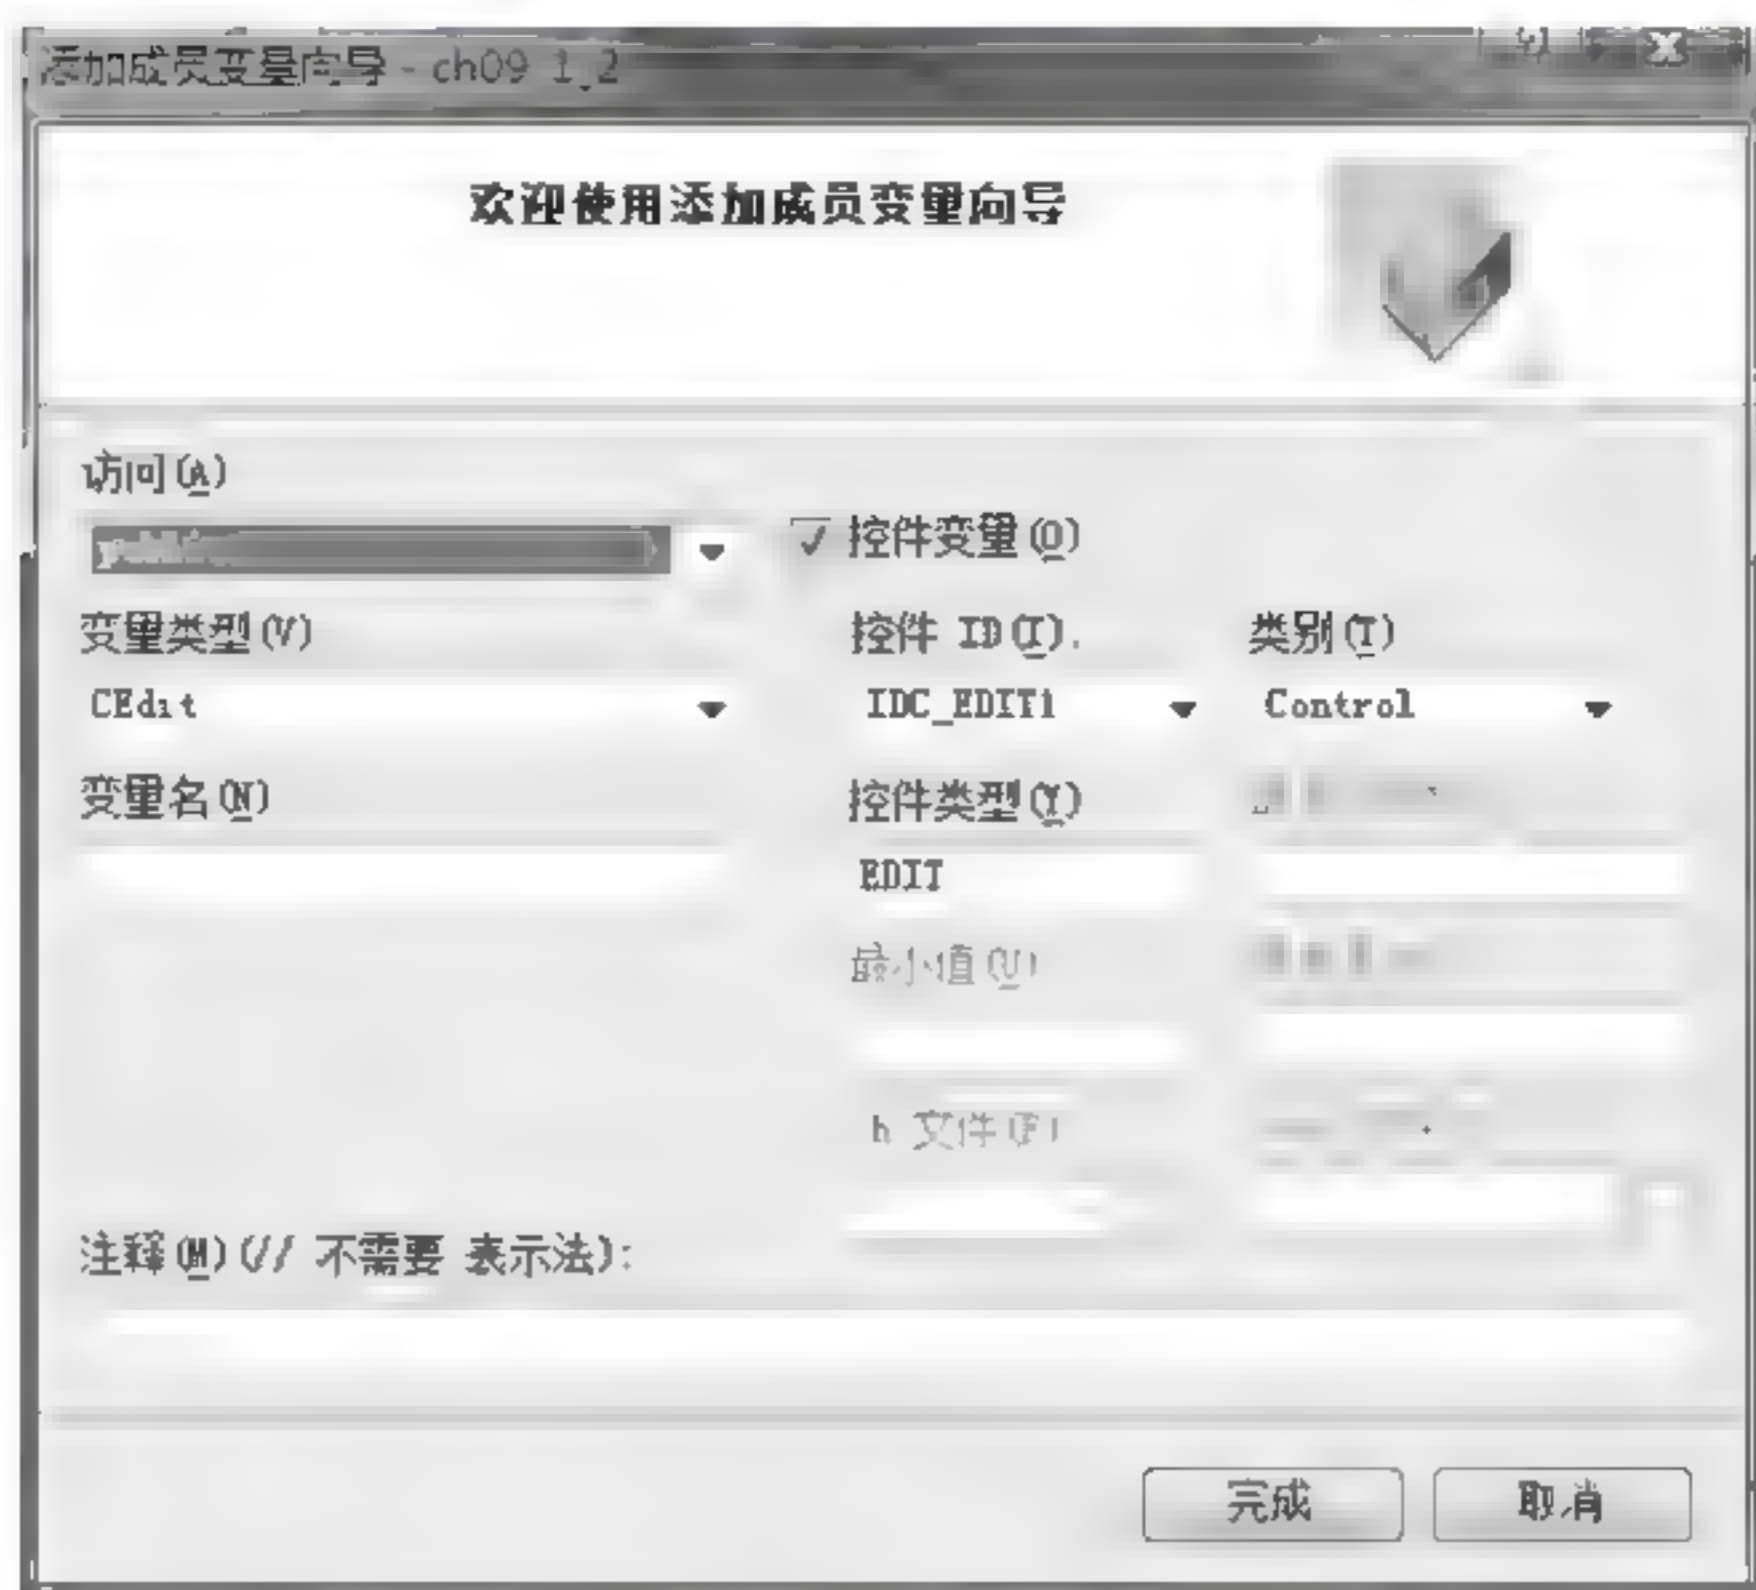 添加成员变量向导 - ch09_1_2
欢迎使用添加成员变量向导
访问(A)
控件变量(O)
变量类型(V)
控件 ID(I).
类别(T)
CEdit
IDC_EDIT1
Control
变量名(N)
控件类型(Y)
EDIT
最小值(U)
h 文件(F)
注释(M)(// 不需要 表示法):
完成
取消